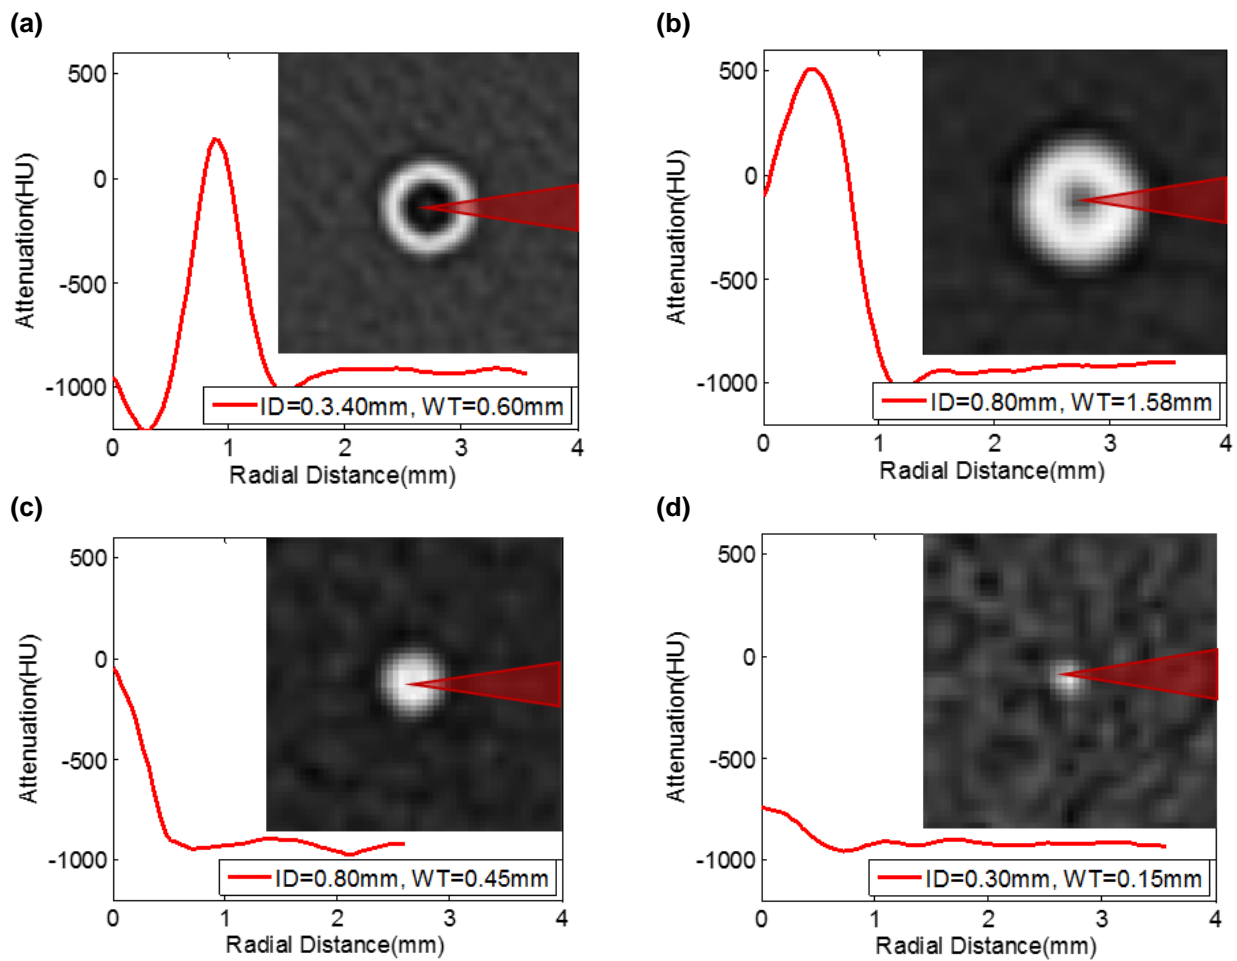 (a)
500
0
-500
-1000
Attenuation(HU)
ID=0.3.40mm, WT=0.60mm
0 1 2 3 4
Radial Distance(mm)
(b)
500
0
-500
-1000
Attenuation(HU)
ID=0.80mm, WT=1.58mm
0 1 2 3 4
Radial Distance(mm)
(c)
500
0
-500
-1000
Attenuation(HU)
ID=0.80mm, WT=0.45mm
0 1 2 3 4
Radial Distance(mm)
(d)
500
0
-500
-1000
Attenuation(HU)
ID=0.30mm, WT=0.15mm
0 1 2 3 4
Radial Distance(mm)